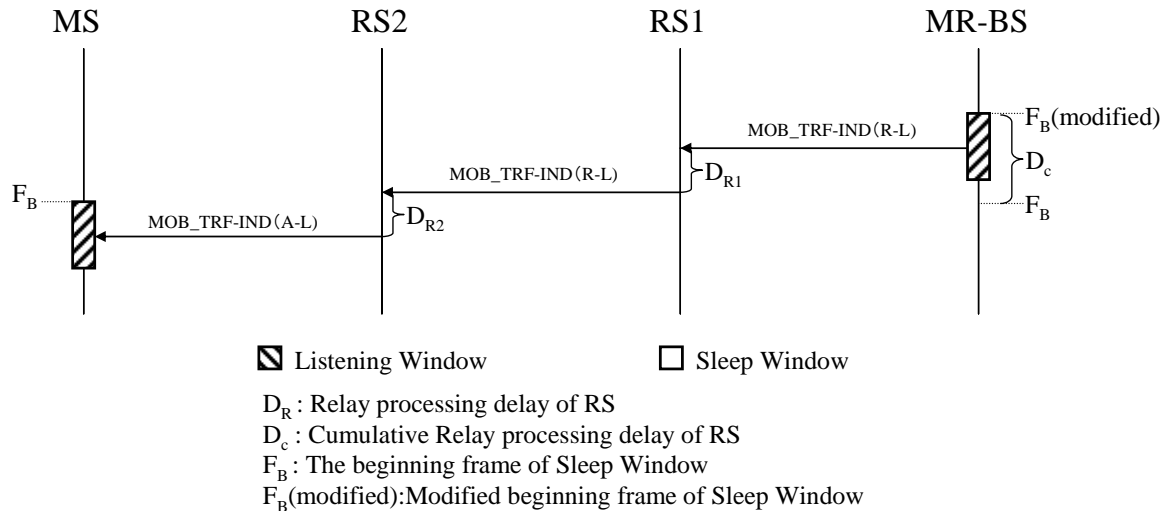 MS RS2 RS1 MR-BS
F_B(modified)
MOB_TRF-IND(R-L)
D_c
MOB_TRF-IND(R-L)
D_R1
F_B
F_B
MOB_TRF-IND(A-L)
D_R2
Listening Window
Sleep Window
D_R : Relay processing delay of RS
D_c : Cumulative Relay processing delay of RS
F_B : The beginning frame of Sleep Window
F_B(modified):Modified beginning frame of Sleep Window